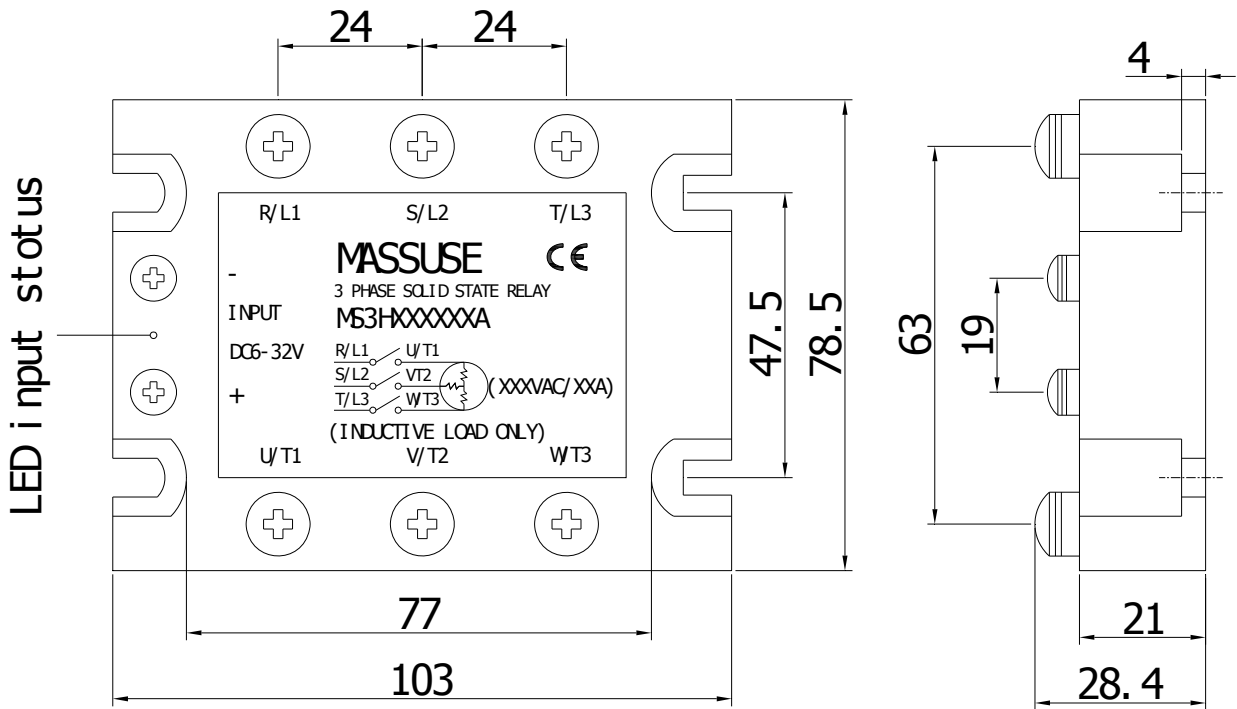 24
24
4
LED input stotus
R/L1
S/L2
T/L3
MASSUSE
CE
3 PHASE SOLID STATE RELAY
-
INPUT
MS3HXXXXXXA
DC6-32V
R/L1
U/T1
S/L2
VT2
T/L3
W/T3
(XXXVAC/XXA)
+
(INDUCTIVE LOAD ONLY)
U/T1
V/T2
W/T3
47.5
78.5
63
19
77
103
21
28.4